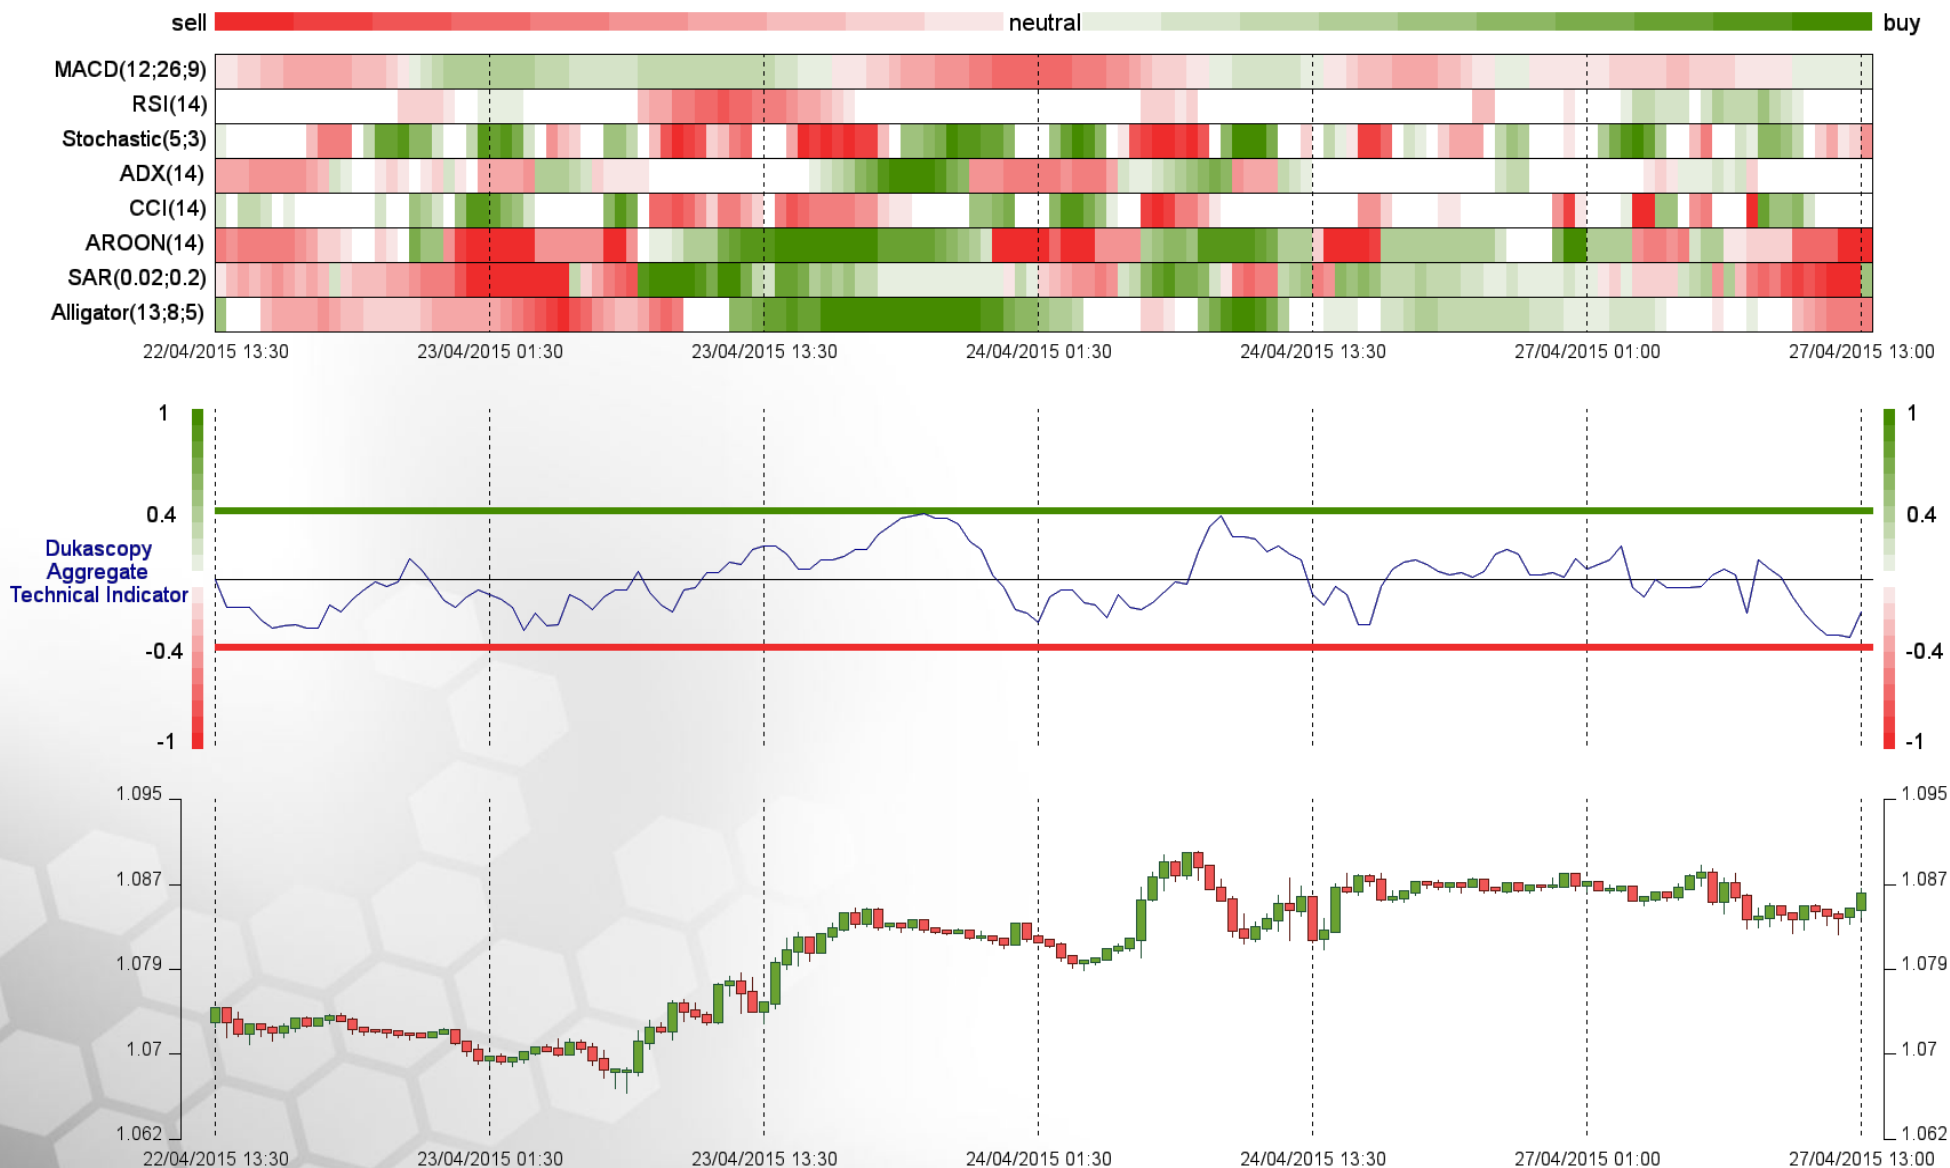 sell neutral buy
MACD(12;26;9)
RSI(14)
Stochastic(5;3)
ADX(14)
CCI(14)
AROON(14)
SAR(0.02;0.2)
Alligator(13;8;5)
22/04/2015 13:30 23/04/2015 01:30 23/04/2015 13:30 24/04/2015 01:30 24/04/2015 13:30 27/04/2015 01:00 27/04/2015 13:00
1 1
0.4 0.4
Dukascopy
Aggregate
Technical Indicator
-0.4 -0.4
-1 -1
1.095 1.095
1.087 1.087
1.079 1.079
1.07 1.07
1.062 1.062
22/04/2015 13:30 23/04/2015 01:30 23/04/2015 13:30 24/04/2015 01:30 24/04/2015 13:30 27/04/2015 01:00 27/04/2015 13:00